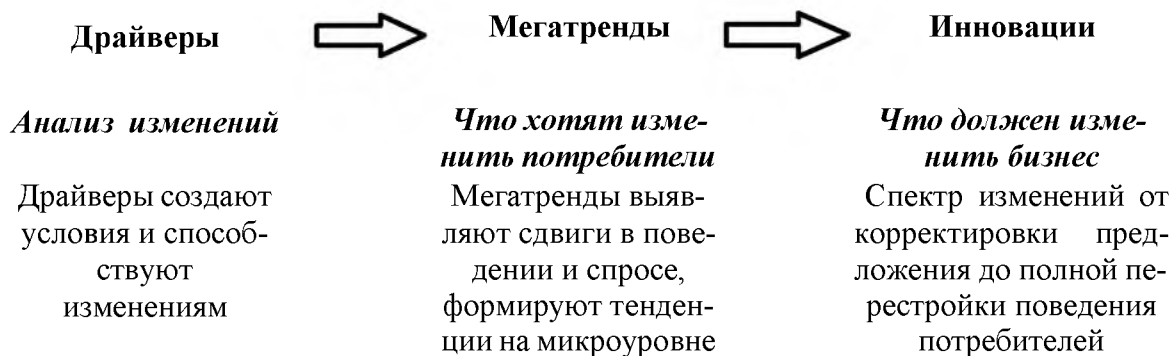 Драйверы
Мегатренды
Инновации
Анализ изменений
Драйверы создают
условия и способ-
ствуют
изменениям
Что хотят изме-
нить потребители
Мегатренды выяв-
ляют сдвиги в пове-
дении и спросе,
формируют тенден-
ции на микроуровне
Что должен изме-
нить бизнес
Спектр изменений от
корректировки пред-
ложения до полной пе-
рестройки поведения
потребителей